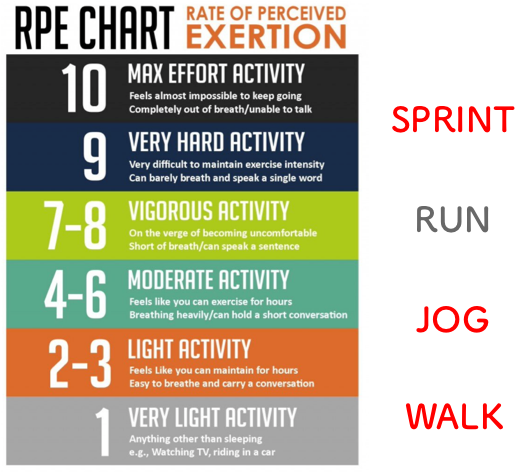 RPE CHART RATE OF PERCEIVED EXERTION
10 MAX EFFORT ACTIVITY
Feels almost impossible to keep going
Completely out of breath/unable to talk
SPRINT
9 VERY HARD ACTIVITY
Very difficult to maintain exercise intensity
Can barely breath and speak a single word
7-8 VIGOROUS ACTIVITY
On the verge of becoming uncomfortable
Short of breath/can speak a sentence
RUN
4-6 MODERATE ACTIVITY
Feels like you can exercise for hours
Breathing heavily/can hold a short conversation
JOG
2-3 LIGHT ACTIVITY
Feels Like you can maintain for hours
Easy to breathe and carry a conversation
WALK
1 VERY LIGHT ACTIVITY
Anything other than sleeping
e.g., Watching TV, riding in a car